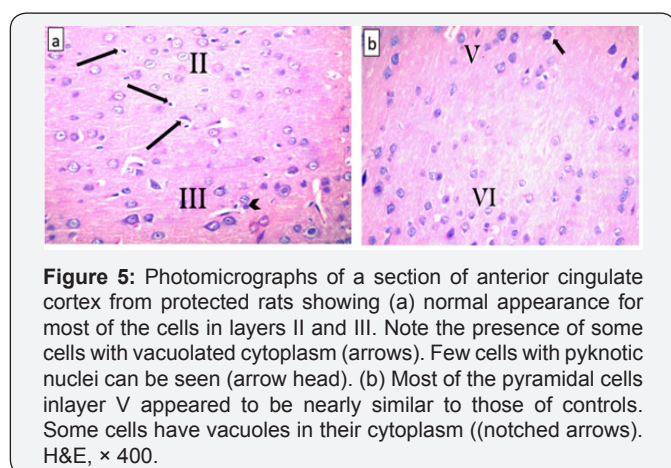 a
b
II
V
III
VI
Figure 5: Photomicrographs of a section of anterior cingulate
cortex from protected rats showing (a) normal appearance for
most of the cells in layers II and III. Note the presence of some
cells with vacuolated cytoplasm (arrows). Few cells with pyknotic
nuclei can be seen (arrow head). (b) Most of the pyramidal cells
inlayer V appeared to be nearly similar to those of controls.
Some cells have vacuoles in their cytoplasm ((notched arrows).
H&E, × 400.